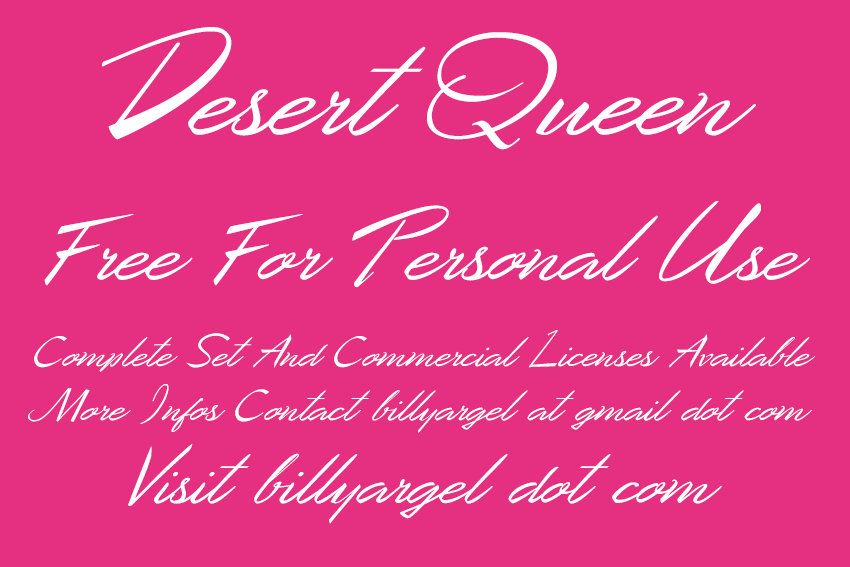 Desert Queen
Free For Personal Use
Complete Set And Commercial Licenses Available
More Infos Contact billyargel at gmail dot com
Visit billyargel dot com